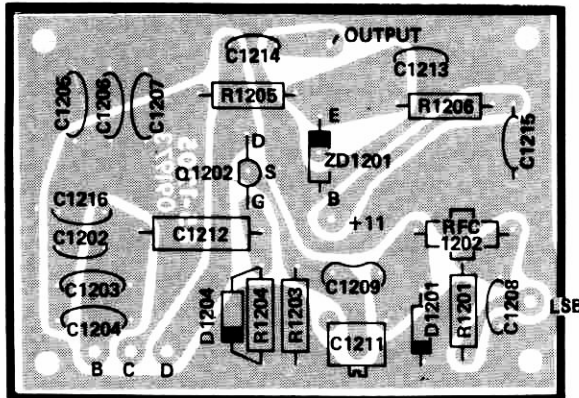 OUTPUT
C1214
C1213
C1205
C1206
C1207
R1205
R1206
C1215
E
D
ZD1201
Q1202
S
G
B
C1216
+11
C1202
C1212
RFC
1202
C1203
C1209
C1204
D1204
R1204
R1203
C1211
D1201
R1201
C1208
LSB
B C D